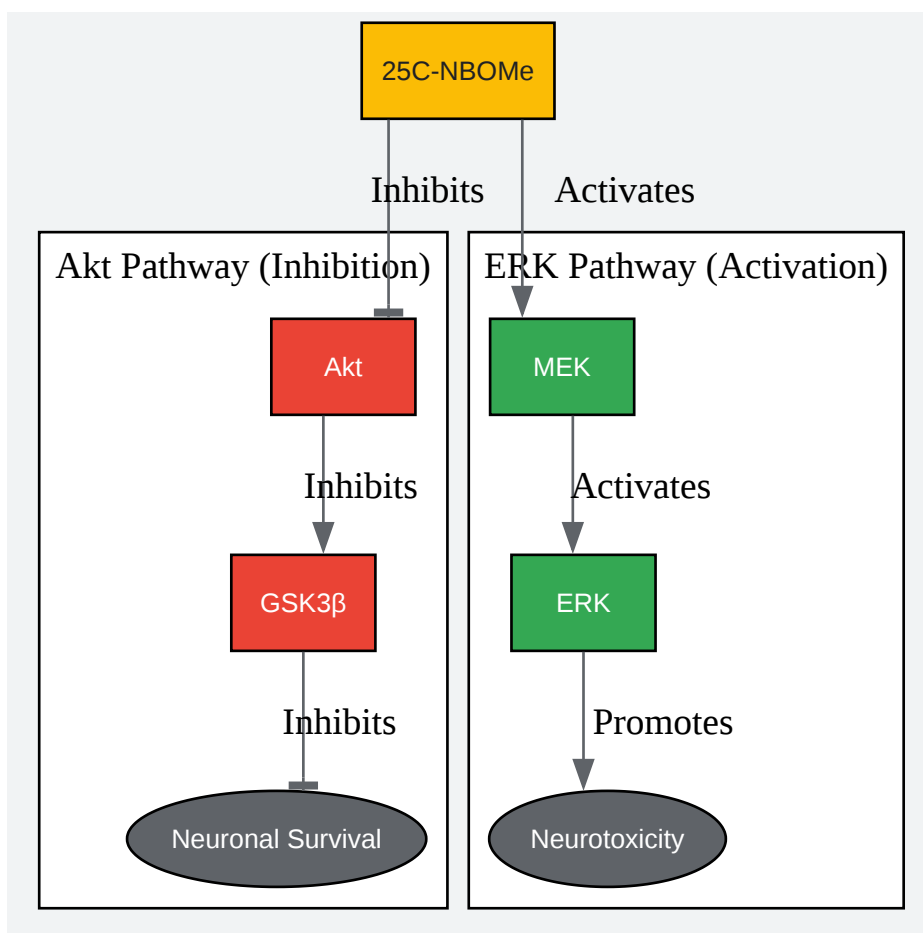 25C-NBOMe
Inhibits
Activates
Akt Pathway (Inhibition)
ERK Pathway (Activation)
Akt
MEK
Inhibits
Activates
GSK3β
ERK
Inhibits
Promotes
Neuronal Survival
Neurotoxicity